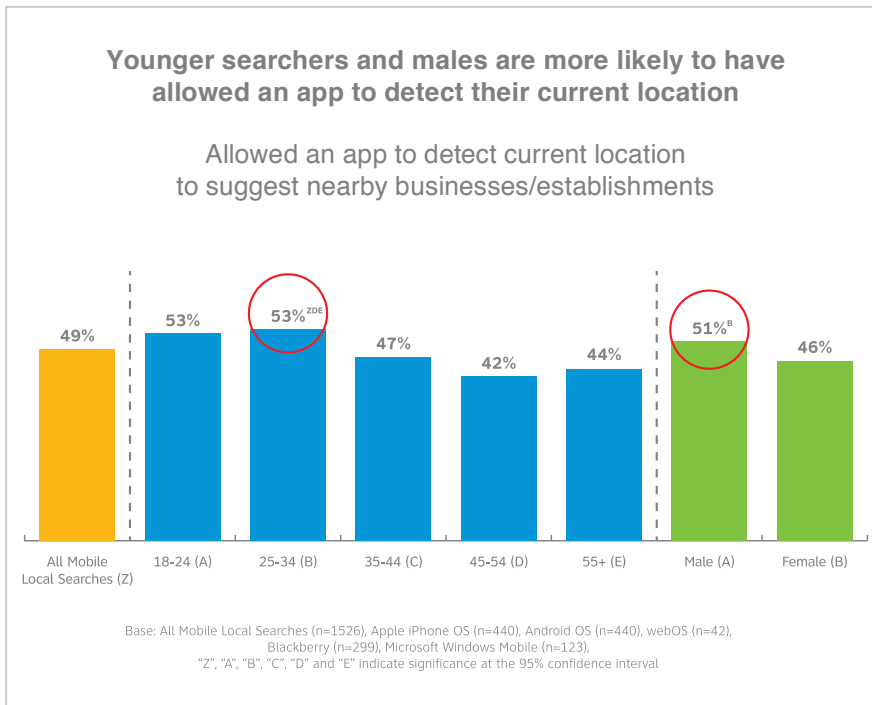 Younger searchers and males are more likely to have
allowed an app to detect their current location
Allowed an app to detect current location
to suggest nearby businesses/establishments
49%
53%
53%ZDE
47%
42%
44%
51%B
46%
All Mobile
Local Searches (Z)
18-24 (A)
25-34 (B)
35-44 (C)
45-54 (D)
55+ (E)
Male (A)
Female (B)
Base: All Mobile Local Searches (n=1526), Apple iPhone OS (n=440), Android OS (n=440), webOS (n=42),
Blackberry (n=299), Microsoft Windows Mobile (n=123),
“Z”, “A”, “B”, “C”, “D” and “E” indicate significance at the 95% confidence interval